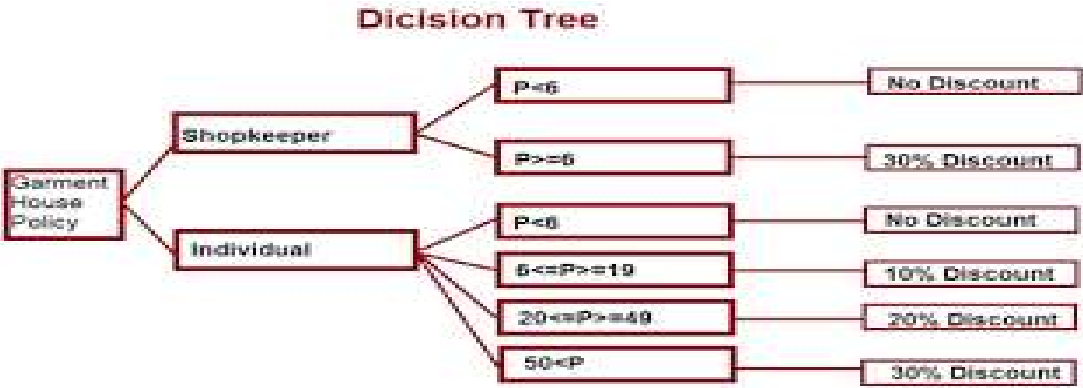 Dicision Tree
P<6
No Discount
Shopkeeper
P>=6
30% Discount
Garment
House
Policy
P<6
No Discount
Individual
6<=P>=19
10% Discount
20<=P>=49
20% Discount
50<P
30% Discount